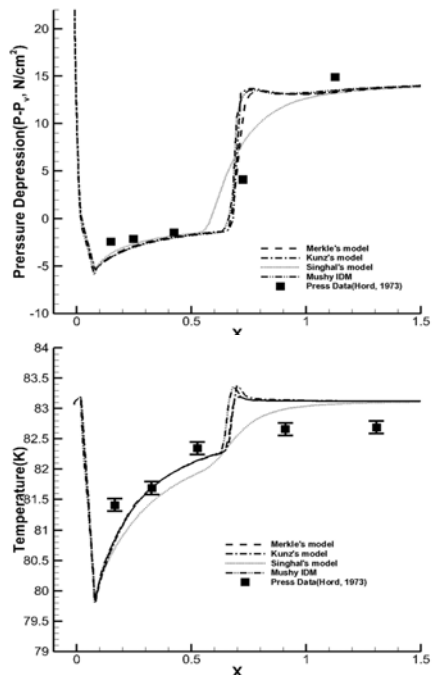 20
15
10
5
0
-5
-10
Prerssure Depression(P-Pv, N/cm²)
Merkle's model
Kunz's model
Singhal's model
Mushy IDM
Press Data(Hord, 1973)
0
0.5
1
1.5
X
84
83.5
83
82.5
82
81.5
81
80.5
80
79.5
79
Temperature(K)
Merkle's model
Kunz's model
Singhal's model
Mushy IDM
Press Data(Hord, 1973)
0
0.5
1
1.5
X